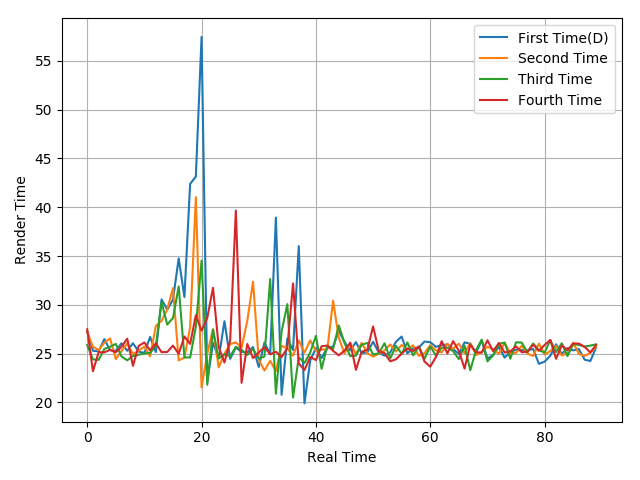 First Time(D)
Second Time
Third Time
Fourth Time
Render Time
55
50
45
40
35
30
25
20
0
20
40
60
80
Real Time